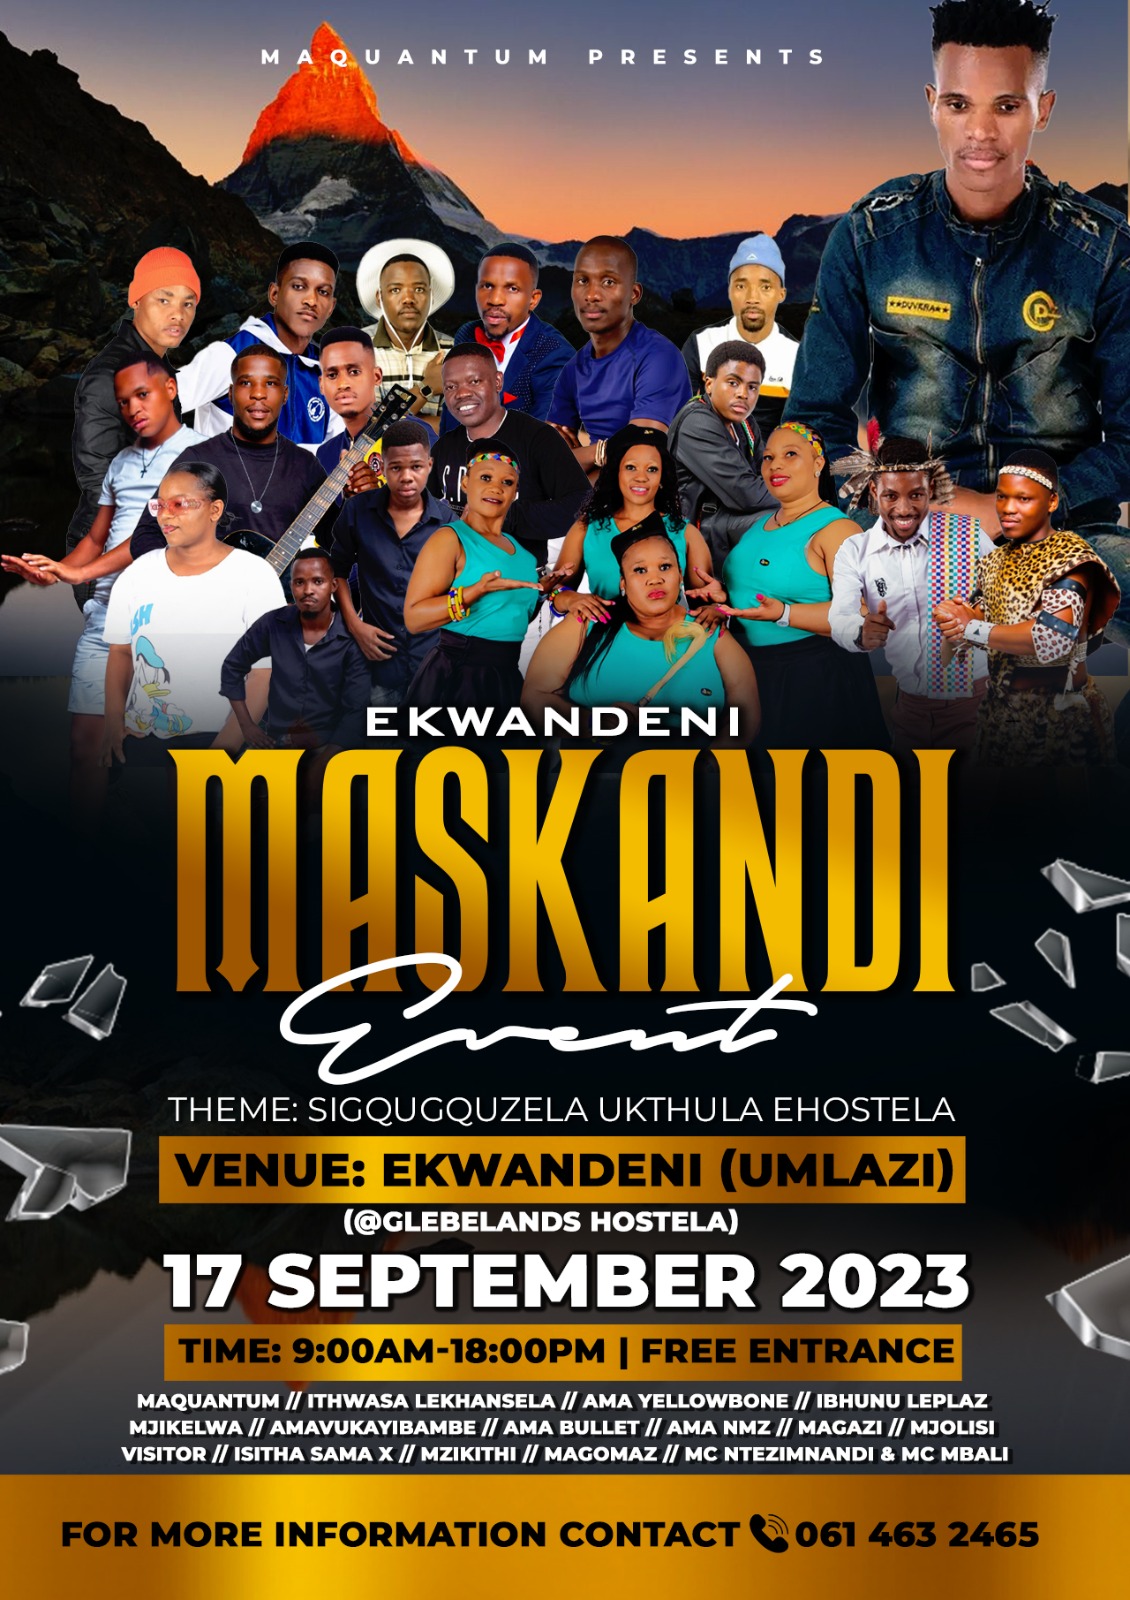 MAQUANTUM PRESENTS
★★DUVKHA★★
EKWANDENI
MASKANDI
Event
THEME: SIGQUGQUZELA UKTHULA EHOSTELA
VENUE: EKWANDENI (UMLAZI)
(@GLEBELANDS HOSTELA)
17 SEPTEMBER 2023
TIME: 9:00AM-18:00PM | FREE ENTRANCE
MAQUANTUM // ITHWASA LEKHANSELA // AMA YELLOWBONE // IBHUNU LEPLAZ
MJIKELWA // AMAVUKAYIBAMBE // AMA BULLET // AMA NMZ // MAGAZI // MJOLISI
VISITOR // ISITHA SAMA X // MZIKITHI // MAGOMAZ // MC NTEZIMNANDI & MC MBALI
FOR MORE INFORMATION CONTACT 061 463 2465